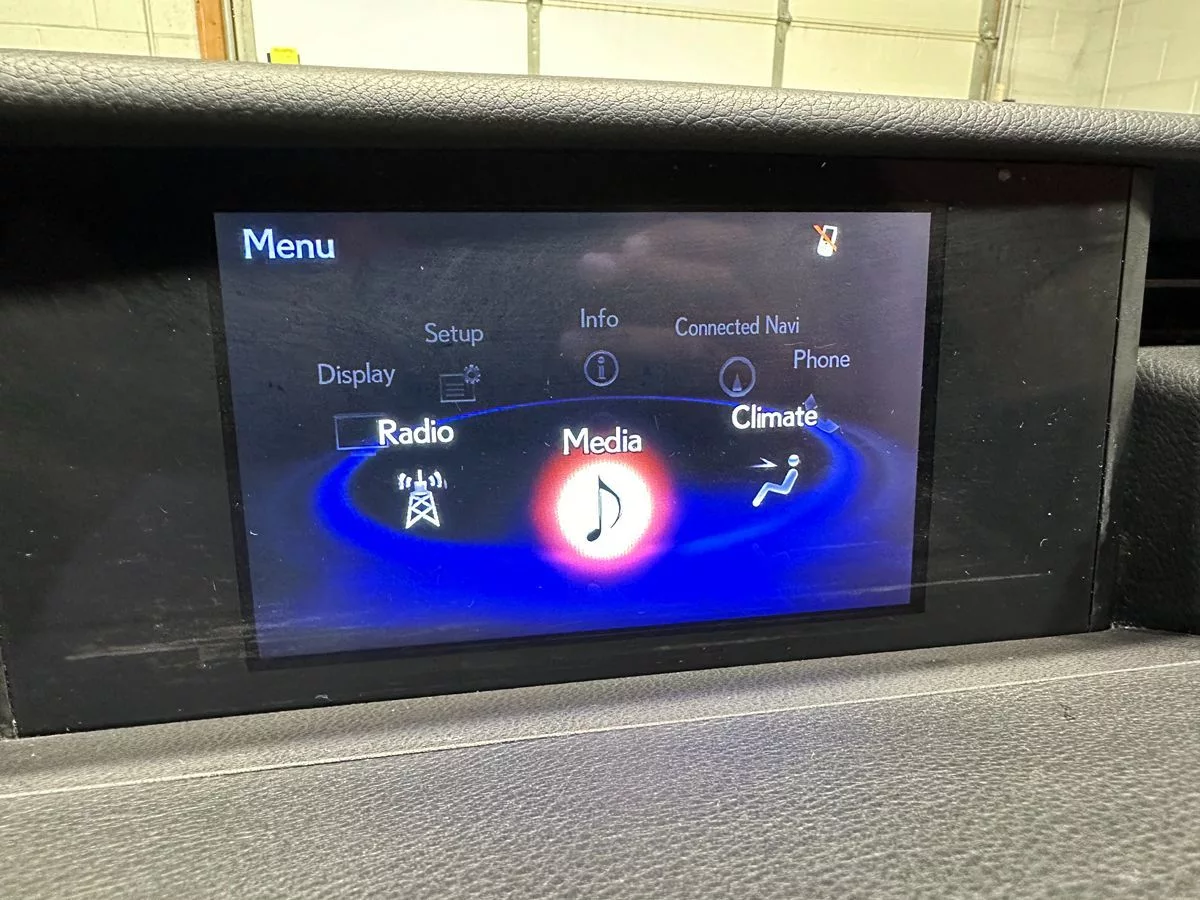 Menu
Info
Setup
Connected Navi
Display
Phone
Radio
Media
Climate